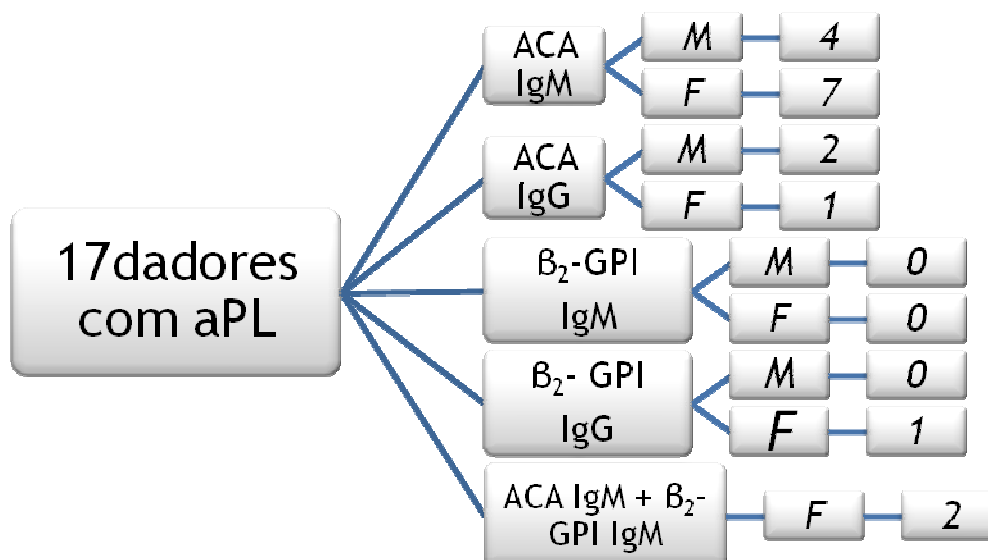 17dadores
com aPL
ACA
IgM
M
4
F
7
ACA
IgG
M
2
F
1
β₂-GPI
IgM
M
0
F
0
β₂- GPI
IgG
M
0
F
1
ACA IgM + β₂-
GPI IgM
F
2